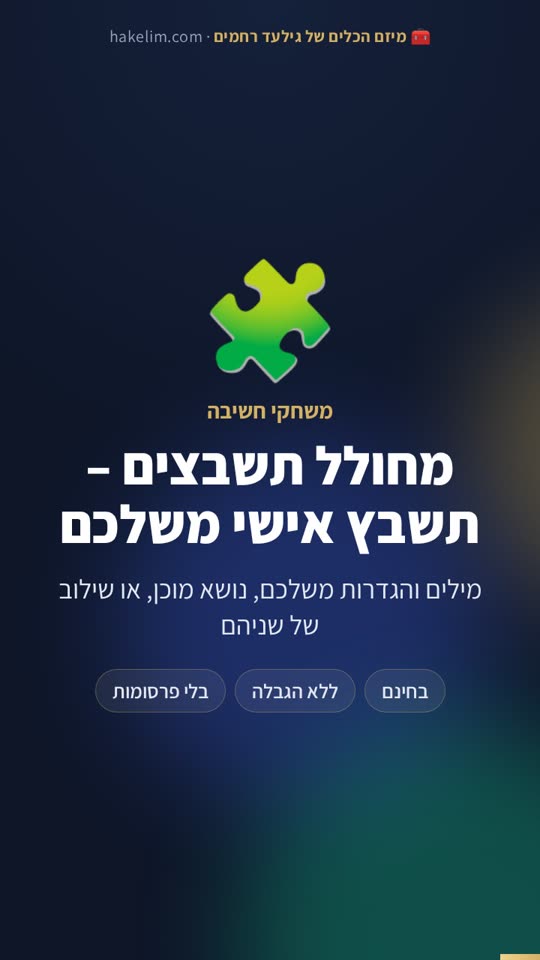 🧰 מיזם הכלים של גילעד רחמים · hakelim.com
משחקי חשיבה
מחולל תשבצים –
תשבץ אישי משלכם
מילים והגדרות משלכם, נושא מוכן, או שילוב
של שניהם
בחינם
ללא הגבלה
בלי פרסומות